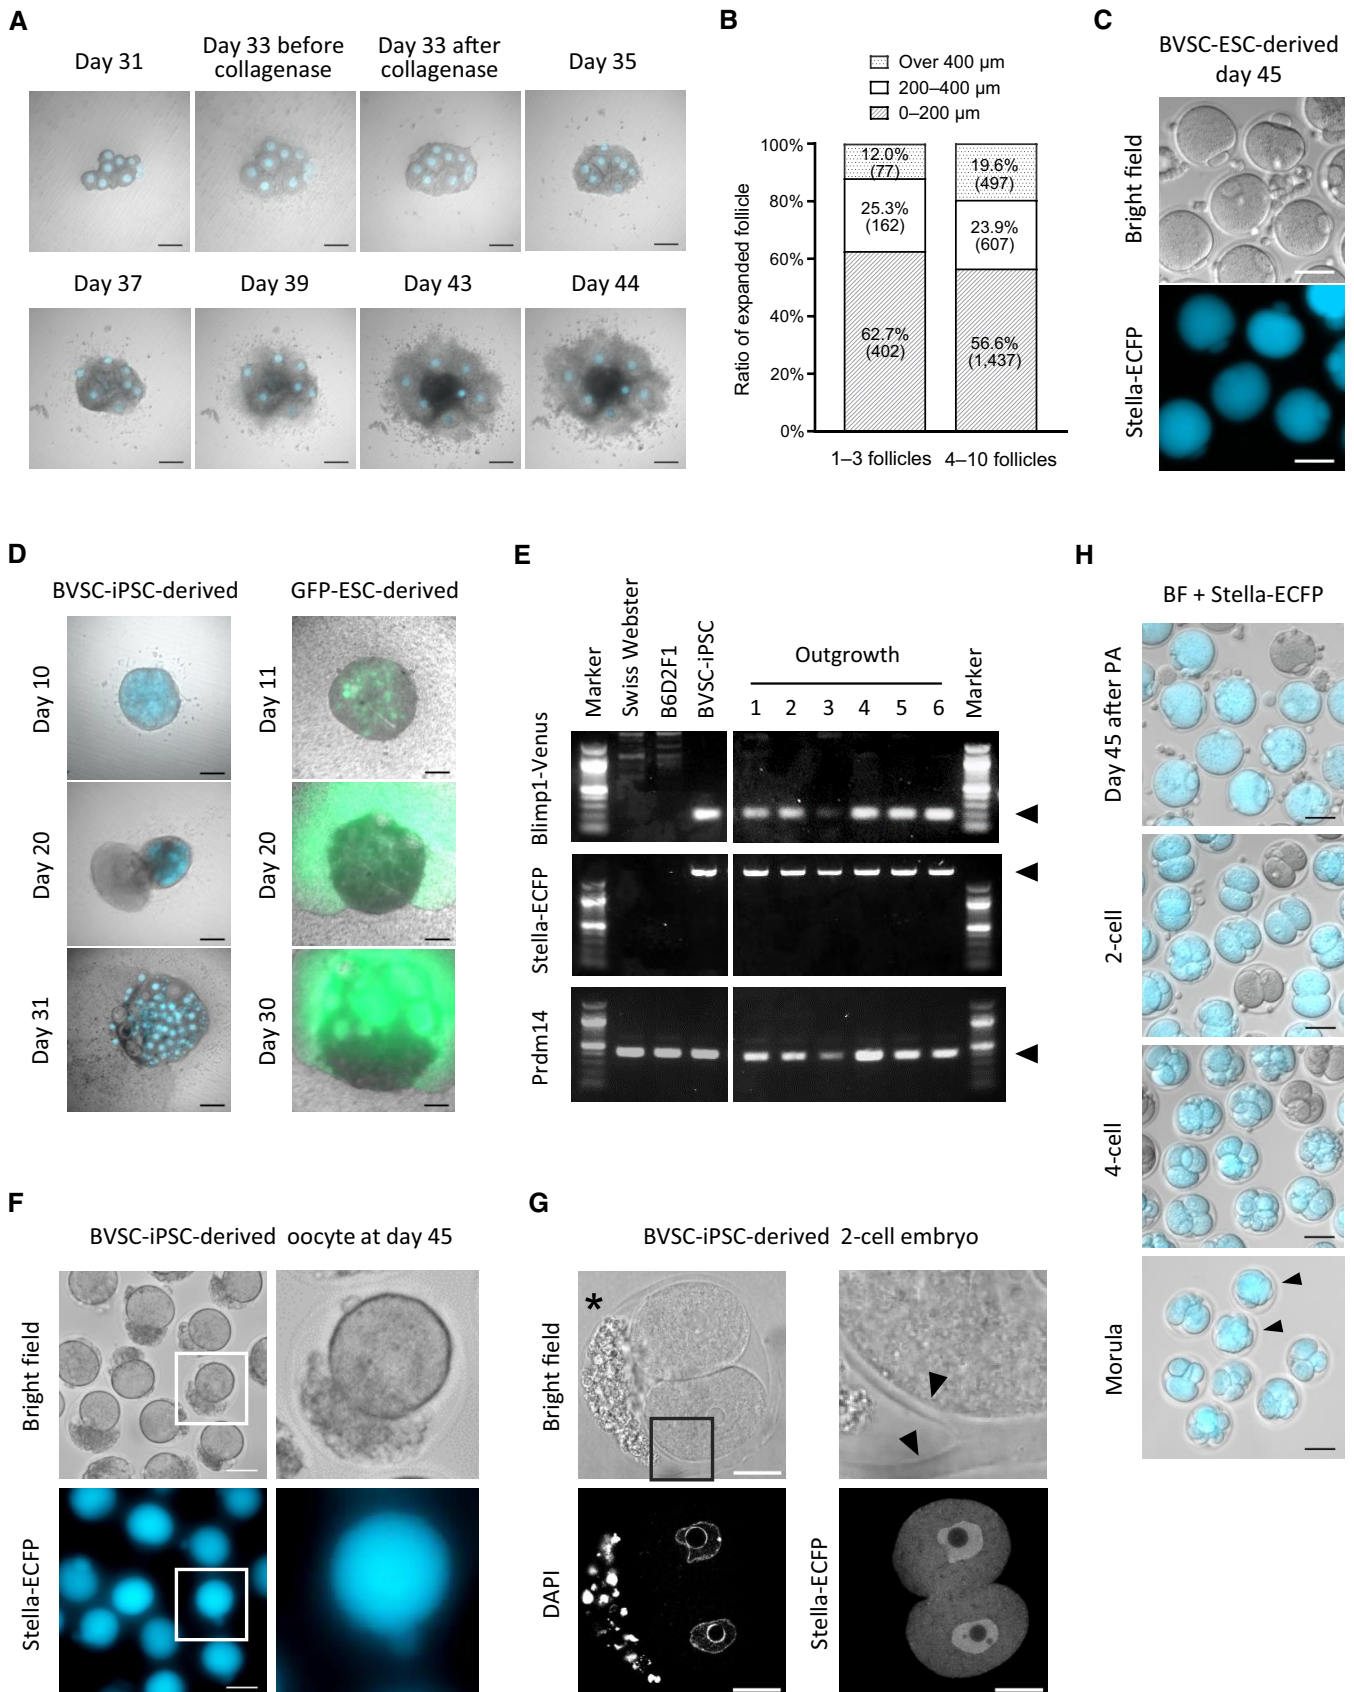 A
Day 31
Day 33 before
collagenase
Day 33 after
collagenase
Day 35
Day 37
Day 39
Day 43
Day 44
B
Over 400 µm
200–400 µm
0–200 µm
Ratio of expanded follicle
100%
80%
60%
40%
20%
0%
12.0%
(77)
25.3%
(162)
62.7%
(402)
19.6%
(497)
23.9%
(607)
56.6%
(1,437)
1–3 follicles
4–10 follicles
C
BVSC-ESC-derived
day 45
Bright field
Stella-ECFP
D
BVSC-iPSC-derived
GFP-ESC-derived
Day 10
Day 11
Day 20
Day 20
Day 31
Day 30
E
Marker
Swiss Webster
B6D2F1
BVSC-iPSC
Outgrowth
1 2 3 4 5 6
Marker
Blimp1-Venus
Stella-ECFP
Prdm14
F
BVSC-iPSC-derived oocyte at day 45
Bright field
Stella-ECFP
G
BVSC-iPSC-derived 2-cell embryo
Bright field
*
DAPI
Stella-ECFP
H
BF + Stella-ECFP
Day 45 after PA
2-cell
4-cell
Morula